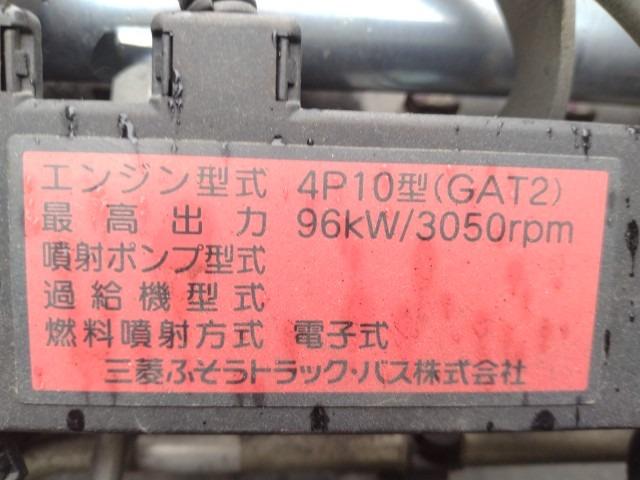 エンジン型式 4P10型(GAT2)
最高出力 96kW/3050rpm
噴射ポンプ型式
過給機型式
燃料噴射方式 電子式
三菱ふそうトラック・バス株式会社